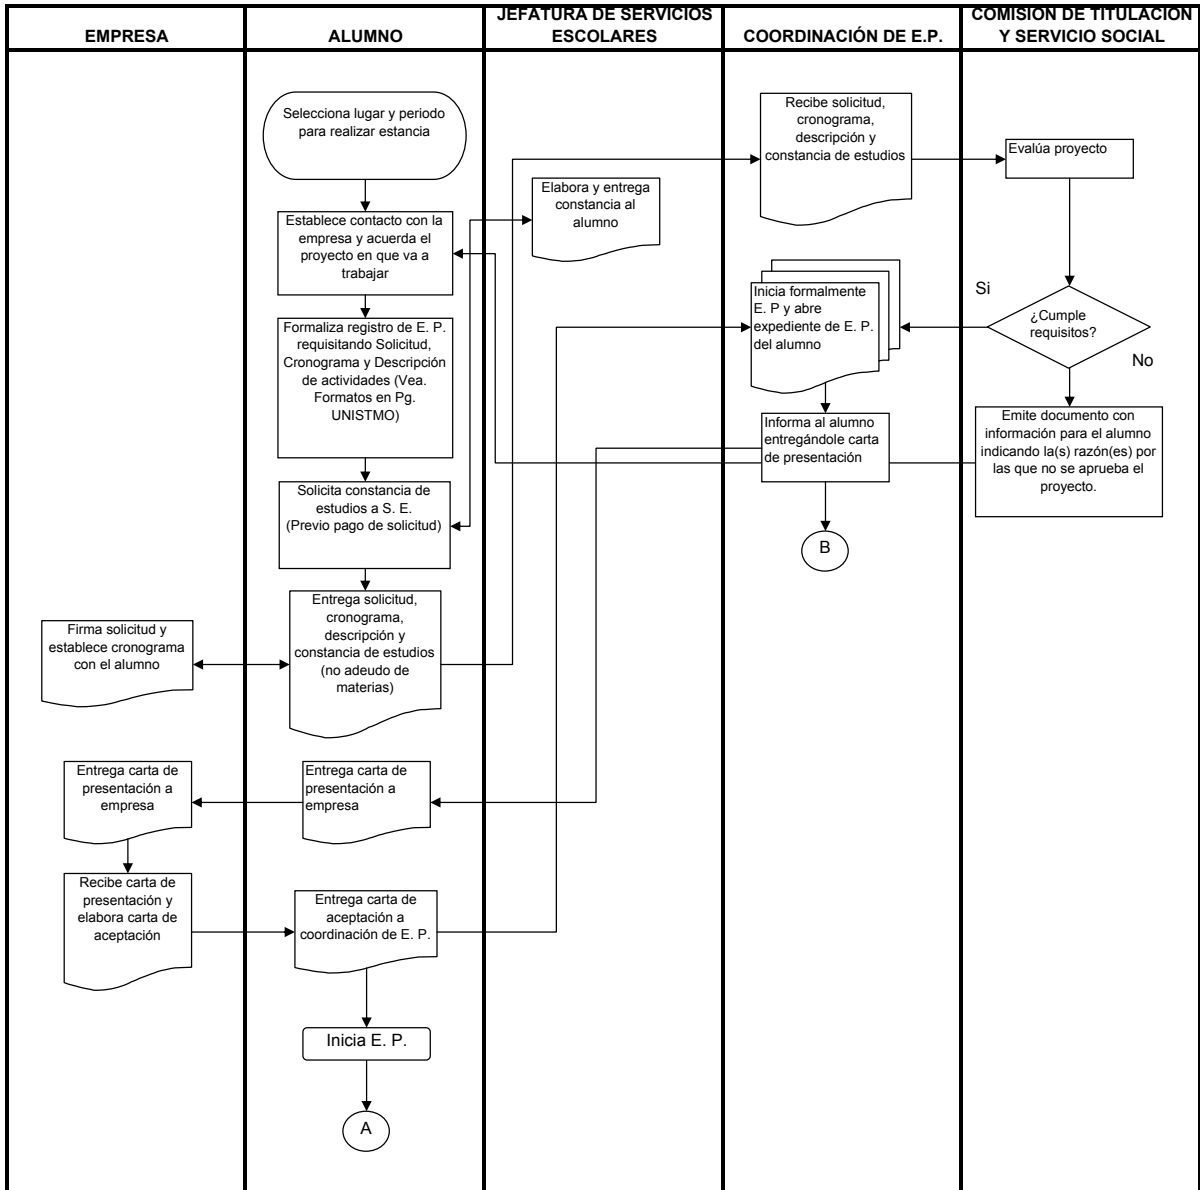 EMPRESA
ALUMNO
JEFATURA DE SERVICIOS
ESCOLARES
COORDINACIÓN DE E.P.
COMISIÓN DE TITULACIÓN
Y SERVICIO SOCIAL
Selecciona lugar y periodo
para realizar estancia
Establece contacto con la
empresa y acuerda el
proyecto en que va a
trabajar
Formaliza registro de E. P.
requisitando Solicitud,
Cronograma y Descripción
de actividades (Vea.
Formatos en Pg.
UNISTMO)
Solicita constancia de
estudios a S. E.
(Previo pago de solicitud)
Entrega solicitud,
cronograma,
descripción y
constancia de estudios
(no adeudo de
materias)
Firma solicitud y
establece cronograma
con el alumno
Elabora y entrega
constancia al
alumno
Recibe solicitud,
cronograma,
descripción y
constancia de estudios
Evalúa proyecto
¿Cumple
requisitos?
Si
No
Inicia formalmente
E. P y abre
expediente de E. P.
del alumno
Informa al alumno
entregándole carta
de presentación
B
Emite documento con
información para el alumno
indicando la(s) razón(es) por
las que no se aprueba el
proyecto.
Entrega carta de
presentación a
empresa
Entrega carta de
presentación a
empresa
Recibe carta de
presentación y
elabora carta de
aceptación
Entrega carta de
aceptación a
coordinación de E. P.
Inicia E. P.
A